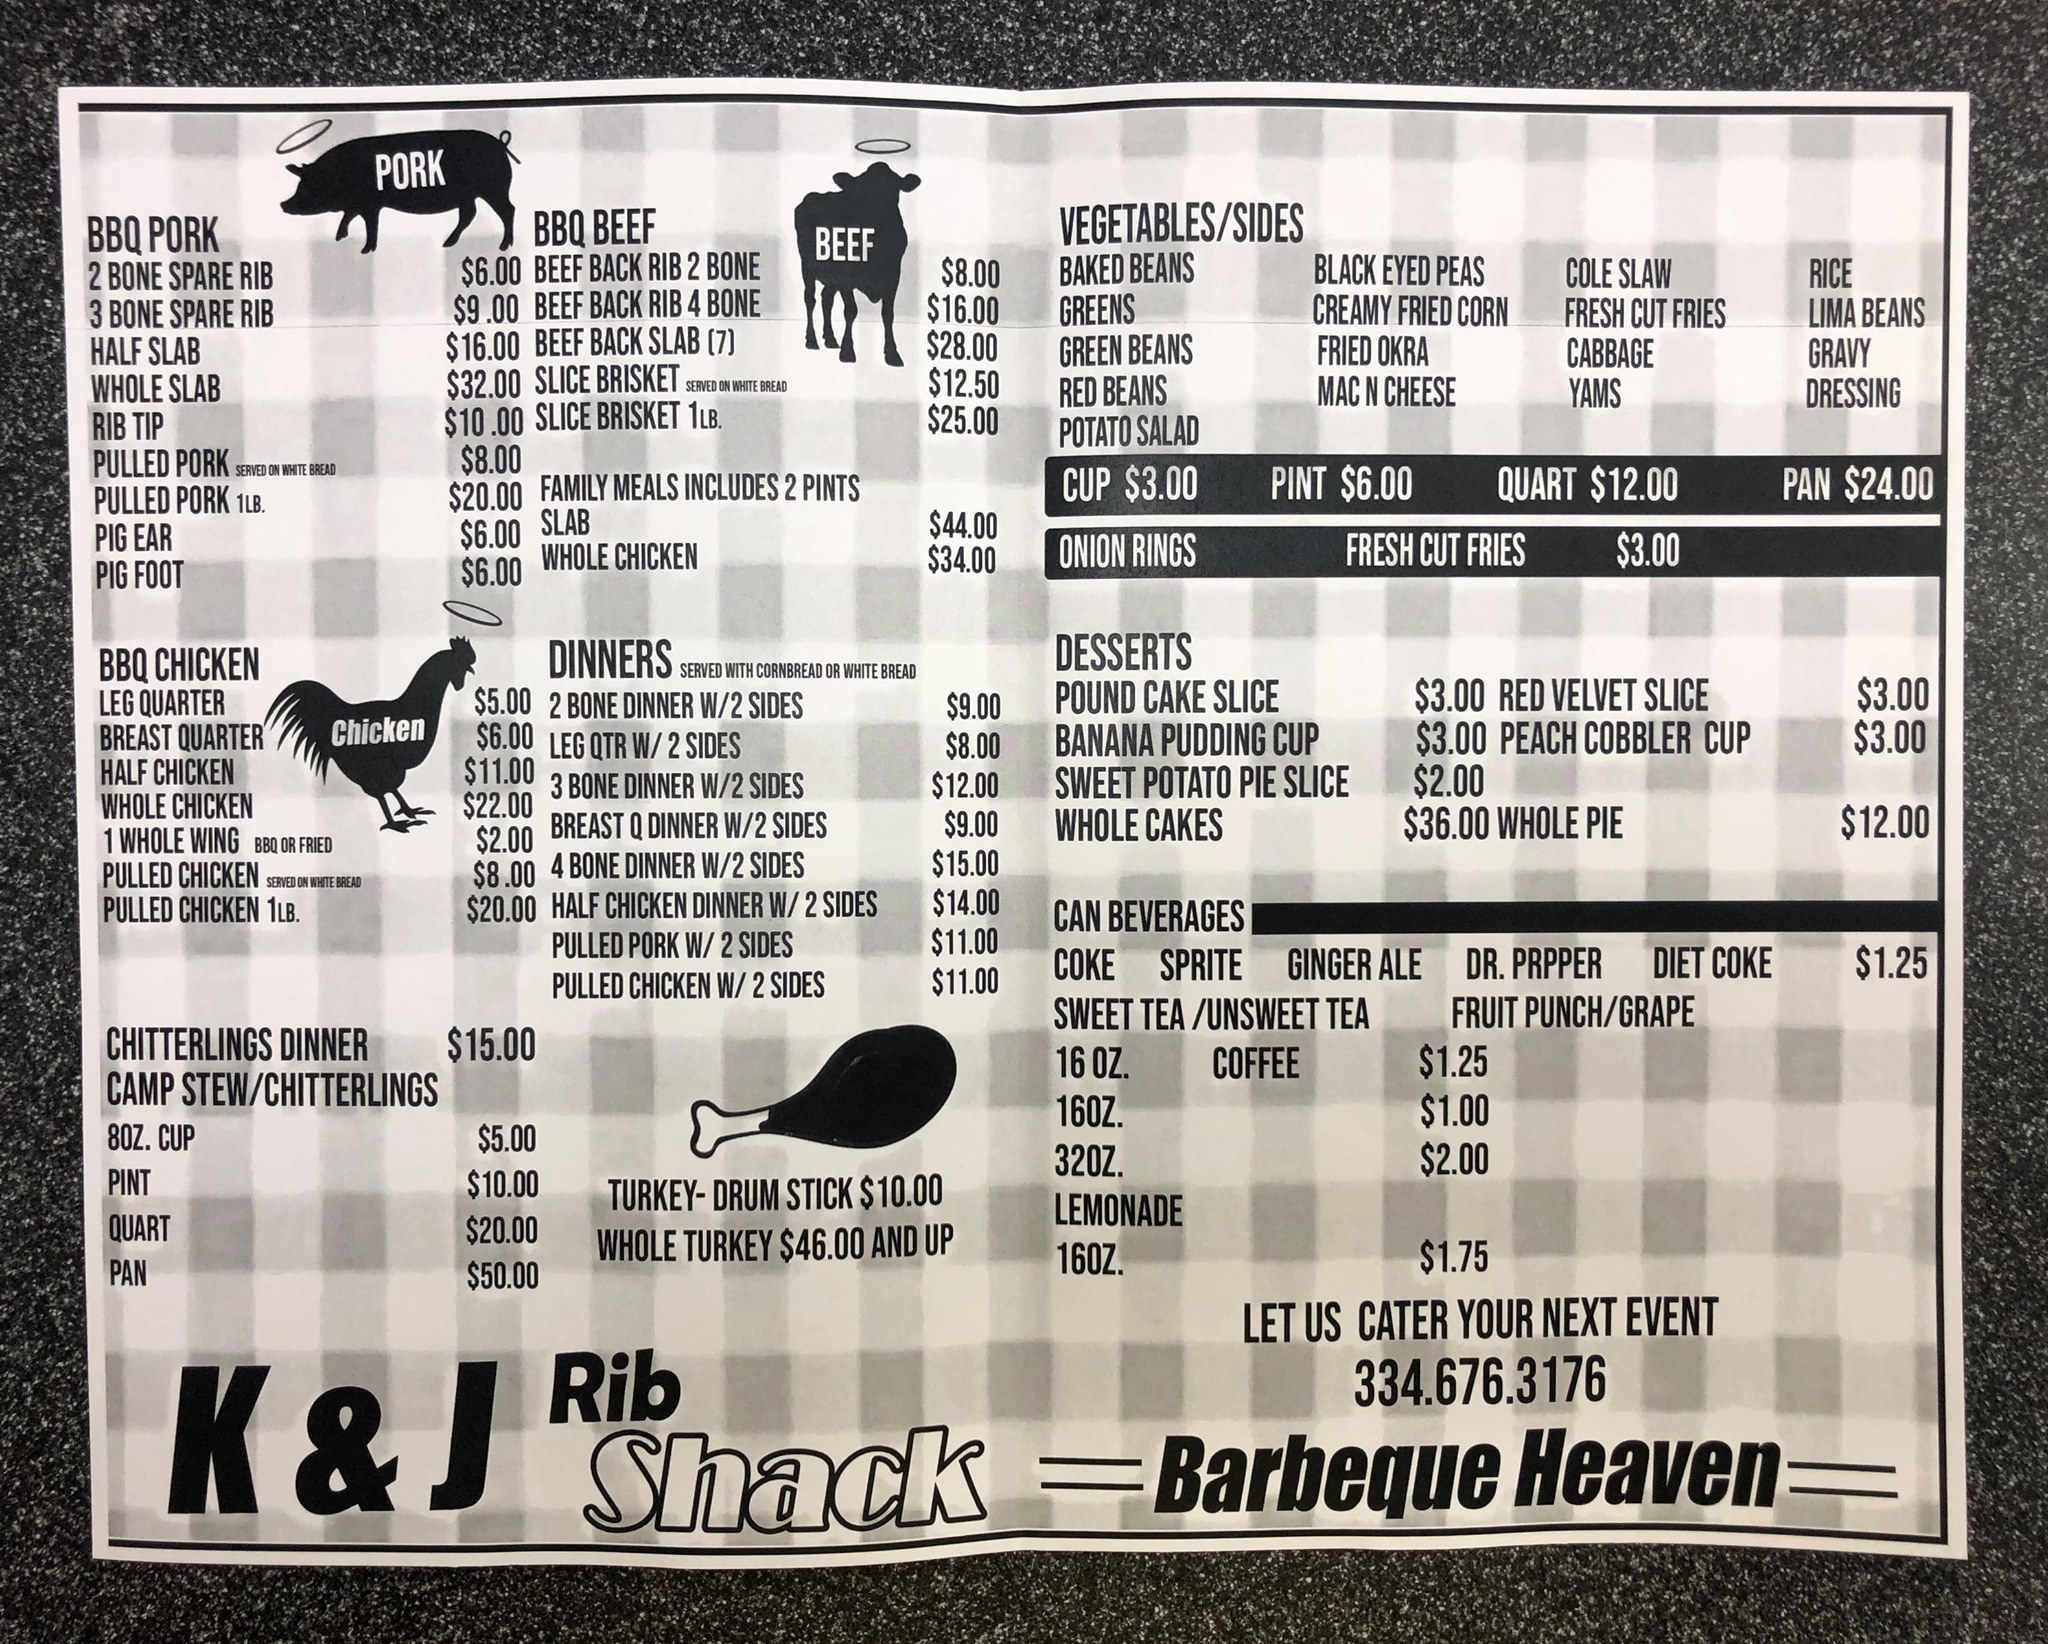 PORK
BBQ PORK
2 BONE SPARE RIB $6.00
3 BONE SPARE RIB $9 .00
HALF SLAB $16.00
WHOLE SLAB $32.00
RIB TIP $10 .00
PULLED PORK SERVED ON WHITE BREAD $8.00
PULLED PORK 1LB. $20.00
PIG EAR $6.00
PIG FOOT $6.00
BEEF
BBQ BEEF
BEEF BACK RIB 2 BONE $8.00
BEEF BACK RIB 4 BONE $16.00
BEEF BACK SLAB (7) $28.00
SLICE BRISKET SERVED ON WHITE BREAD $12.50
SLICE BRISKET 1LB. $25.00
FAMILY MEALS INCLUDES 2 PINTS
SLAB $44.00
WHOLE CHICKEN $34.00
BBQ CHICKEN
Chicken
LEG QUARTER $5.00
BREAST QUARTER $6.00
HALF CHICKEN $11.00
WHOLE CHICKEN $22.00
1 WHOLE WING BBQ OR FRIED $2.00
PULLED CHICKEN SERVED ON WHITE BREAD $8 .00
PULLED CHICKEN 1LB. $20.00
DINNERS SERVED WITH CORNBREAD OR WHITE BREAD
2 BONE DINNER W/2 SIDES $9.00
LEG QTR W/ 2 SIDES $8.00
3 BONE DINNER W/2 SIDES $12.00
BREAST Q DINNER W/2 SIDES $9.00
4 BONE DINNER W/2 SIDES $15.00
HALF CHICKEN DINNER W/ 2 SIDES $14.00
PULLED PORK W/ 2 SIDES $11.00
PULLED CHICKEN W/ 2 SIDES $11.00
CHITTERLINGS DINNER $15.00
CAMP STEW/CHITTERLINGS
8OZ. CUP $5.00
PINT $10.00
QUART $20.00
PAN $50.00
TURKEY- DRUM STICK $10.00
WHOLE TURKEY $46.00 AND UP
K & J Rib
Shack
VEGETABLES/SIDES
BAKED BEANS BLACK EYED PEAS COLE SLAW RICE
GREENS CREAMY FRIED CORN FRESH CUT FRIES LIMA BEANS
GREEN BEANS FRIED OKRA CABBAGE GRAVY
RED BEANS MAC N CHEESE YAMS DRESSING
POTATO SALAD
CUP $3.00 PINT $6.00 QUART $12.00 PAN $24.00
ONION RINGS FRESH CUT FRIES $3.00
DESSERTS
POUND CAKE SLICE $3.00 RED VELVET SLICE $3.00
BANANA PUDDING CUP $3.00 PEACH COBBLER CUP $3.00
SWEET POTATO PIE SLICE $2.00
WHOLE CAKES $36.00 WHOLE PIE $12.00
CAN BEVERAGES
COKE SPRITE GINGER ALE DR. PRPPER DIET COKE $1.25
SWEET TEA /UNSWEET TEA FRUIT PUNCH/GRAPE
16 OZ. COFFEE $1.25
16OZ. $1.00
32OZ. $2.00
LEMONADE
16OZ. $1.75
LET US CATER YOUR NEXT EVENT
334.676.3176
Barbeque Heaven